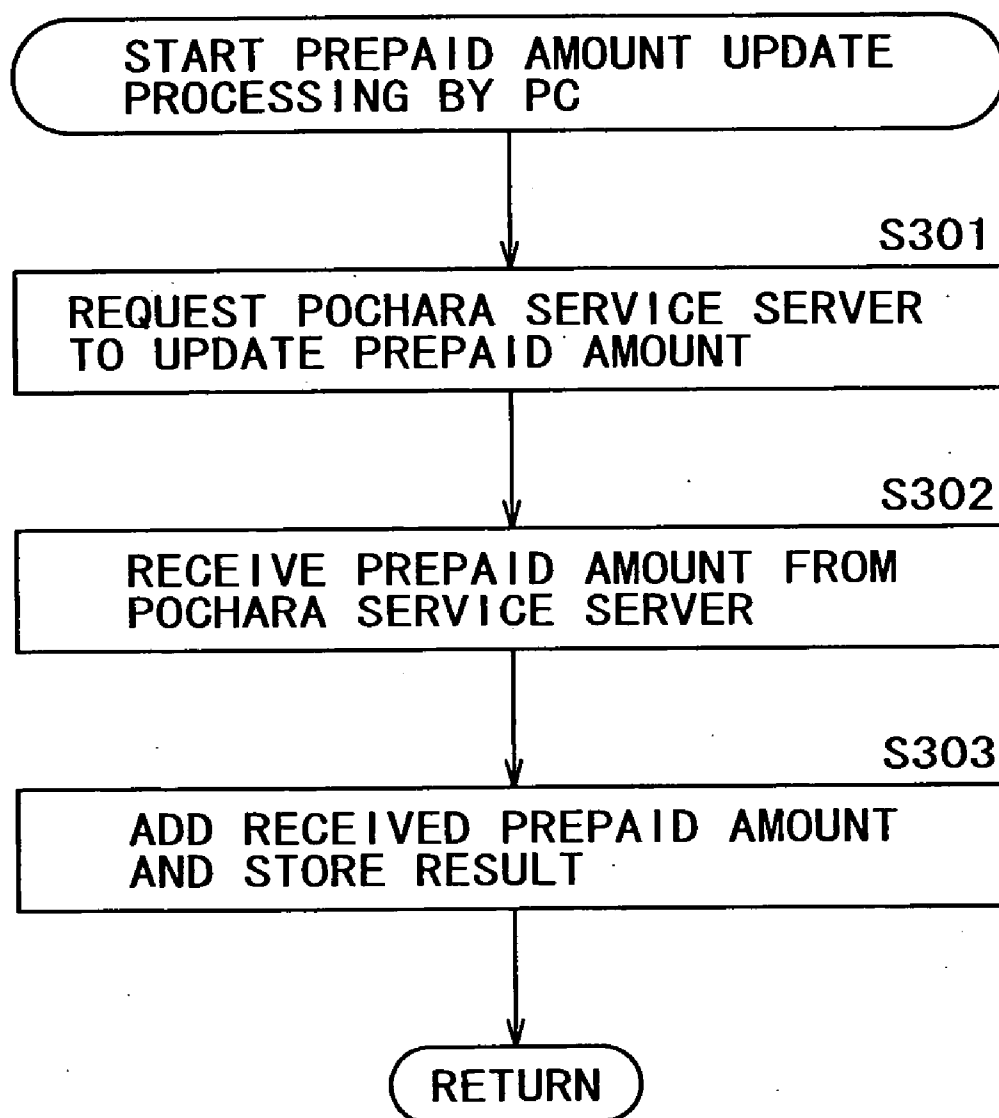 START PREPAID AMOUNT UPDATE
PROCESSING BY PC
S301
REQUEST POCHARA SERVICE SERVER
TO UPDATE PREPAID AMOUNT
S302
RECEIVE PREPAID AMOUNT FROM
POCHARA SERVICE SERVER
S303
ADD RECEIVED PREPAID AMOUNT
AND STORE RESULT
RETURN